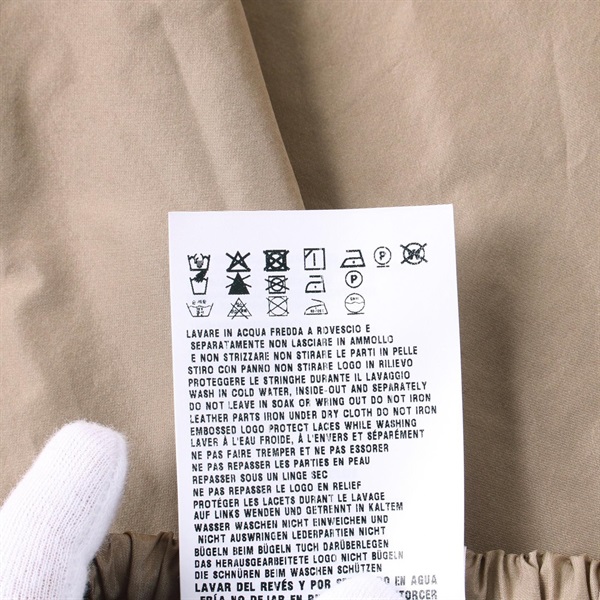 P
P
LAVARE IN ACQUA FREDDA A ROVESCIO E
SEPARATAMENTE NON LASCIARE IN AMMOLLO
E NON STRIZZARE NON STIRARE LE PARTI IN PELLE
STIRO CON PANNO NON STIRARE LOGO IN RILIEVO
PROTEGGERE LE STRINGHE DURANTE IL LAVAGGIO
WASH IN COLD WATER, INSIDE-OUT AND SEPARATELY
DO NOT LEAVE IN SOAK OR WRING OUT DO NOT IRON
LEATHER PARTS IRON UNDER DRY CLOTH DO NOT IRON
EMBOSSED LOGO PROTECT LACES WHILE WASHING
LAVER À L'EAU FROIDE, À L'ENVERS ET SÉPARÉMENT
NE PAS FAIRE TREMPER ET NE PAS ESSORER
NE PAS REPASSER LES PARTIES EN PEAU
REPASSER SOUS UN LINGE SEC
NE PAS REPASSER LE LOGO EN RELIEF
PROTÉGER LES LACETS DURANT LE LAVAGE
AUF LINKS WENDEN UND GETRENNT IN KALTEM
WASSER WASCHEN NICHT EINWEICHEN UND
NICHT AUSWRINGEN LEDERPARTIEN NICHT
BÜGELN BEIM BÜGELN TUCH DARÜBERLEGEN
DAS HERAUSGEARBEITETE LOGO NICHT BÜGELN
DIE SCHNÜREN BEIM WASCHEN SCHÜTZEN
LAVAR DEL REVÉS Y POR EN AGUA
FRÍA NO DEJAR EN TORCER